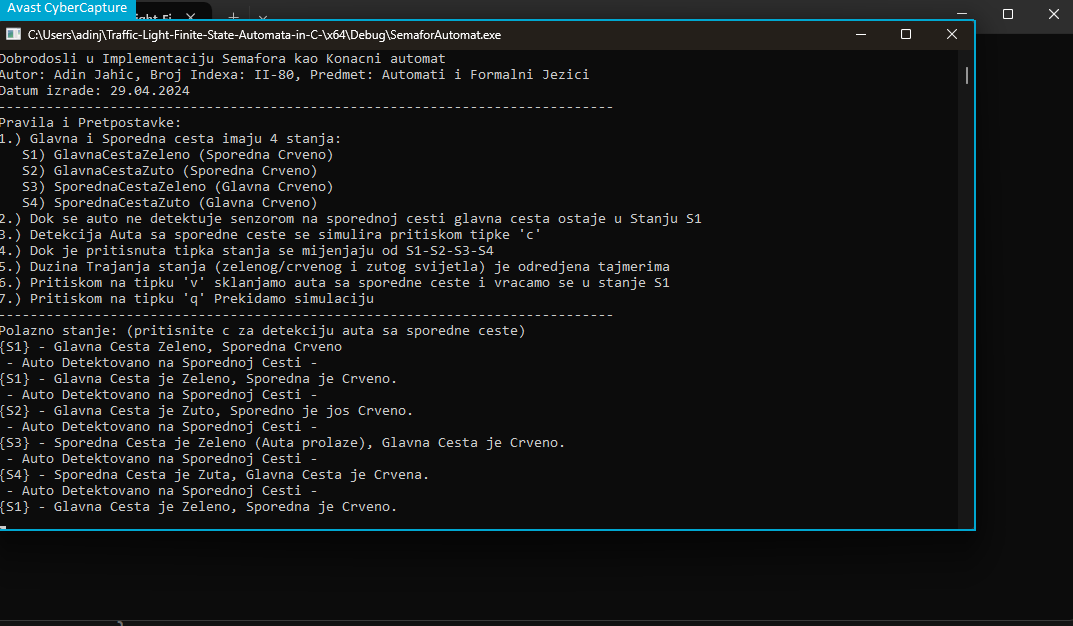 Avast CyberCapture
C:\Users\adinj\Traffic-Light-Finite-State-Automata-in-C-\x64\Debug\SemaforAutomat.exe
Dobrodosli u Implementaciju Semafora kao Konacni automat
Autor: Adin Jahic, Broj Indexa: II-80, Predmet: Automati i Formalni Jezici
Datum izrade: 29.04.2024
-----------------------------------------------------------------------------
Pravila i Pretpostavke:
1.) Glavna i Sporedna cesta imaju 4 stanja:
S1) GlavnaCestaZeleno (Sporedna Crveno)
S2) GlavnaCestaZuto (Sporedna Crveno)
S3) SporednaCestaZeleno (Glavna Crveno)
S4) SporednaCestaZuto (Glavna Crveno)
2.) Dok se auto ne detektuje senzorom na sporednoj cesti glavna cesta ostaje u Stanju S1
3.) Detekcija Auta sa sporedne ceste se simulira pritiskom tipke 'c'
4.) Dok je pritisnuta tipka stanja se mijenjaju od S1-S2-S3-S4
5.) Duzina Trajanja stanja (zelenog/crvenog i zutog svijetla) je odredjena tajmerima
6.) Pritiskom na tipku 'v' sklanjamo auta sa sporedne ceste i vracamo se u stanje S1
7.) Pritiskom na tipku 'q' Prekidamo simulaciju
-----------------------------------------------------------------------------
Polazno stanje: (pritisnite c za detekciju auta sa sporedne ceste)
{S1} - Glavna Cesta Zeleno, Sporedna Crveno
- Auto Detektovano na Sporednoj Cesti -
{S1} - Glavna Cesta je Zeleno, Sporedna je Crveno.
- Auto Detektovano na Sporednoj Cesti -
{S2} - Glavna Cesta je Zuto, Sporedno je jos Crveno.
- Auto Detektovano na Sporednoj Cesti -
{S3} - Sporedna Cesta je Zeleno (Auta prolaze), Glavna Cesta je Crveno.
- Auto Detektovano na Sporednoj Cesti -
{S4} - Sporedna Cesta je Zuta, Glavna Cesta je Crvena.
- Auto Detektovano na Sporednoj Cesti -
{S1} - Glavna Cesta je Zeleno, Sporedna je Crveno.